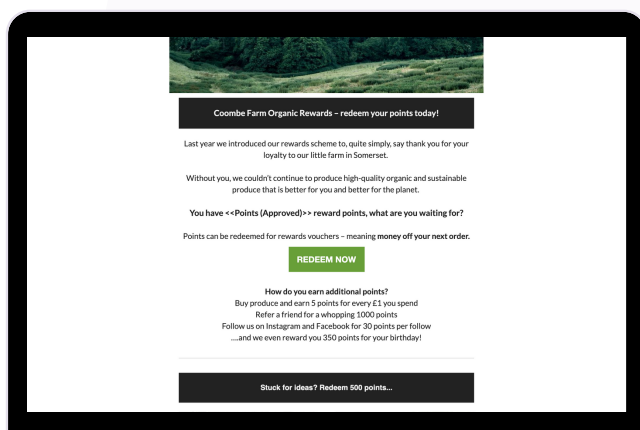 Coombe Farm Organic Rewards – redeem your points today!
Last year we introduced our rewards scheme to, quite simply, say thank you for your
loyalty to our little farm in Somerset.
Without you, we couldn't continue to produce high-quality organic and sustainable
produce that is better for you and better for the planet.
You have <<Points (Approved)>> reward points, what are you waiting for?
Points can be redeemed for rewards vouchers – meaning money off your next order.
REDEEM NOW
How do you earn additional points?
Buy produce and earn 5 points for every £1 you spend
Refer a friend for a whopping 1000 points
Follow us on Instagram and Facebook for 30 points per follow
....and we even reward you 350 points for your birthday!
Stuck for ideas? Redeem 500 points...